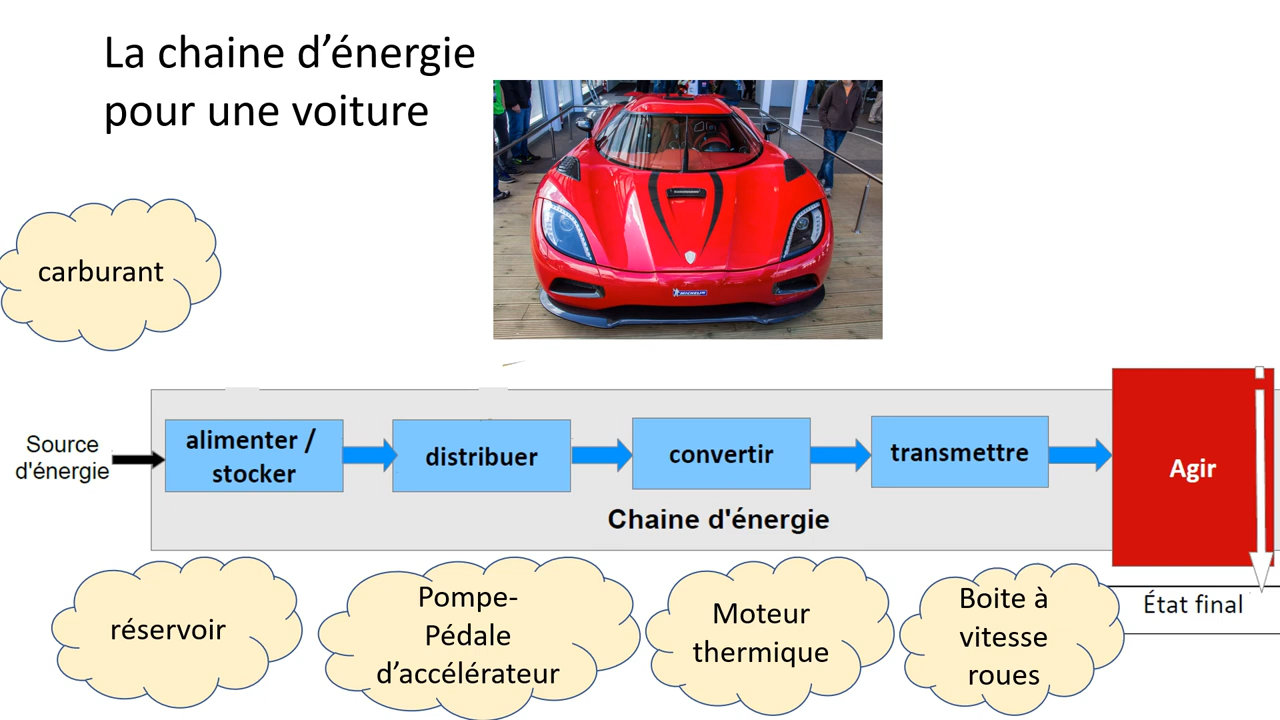 La chaine d’énergie
pour une voiture
carburant
MICHELIN
Source
d'énergie
alimenter /
stocker
distribuer
convertir
transmettre
Agir
Chaine d'énergie
réservoir
Pompe-
Pédale
d’accélérateur
Moteur
thermique
Boite à
vitesse
roues
État final